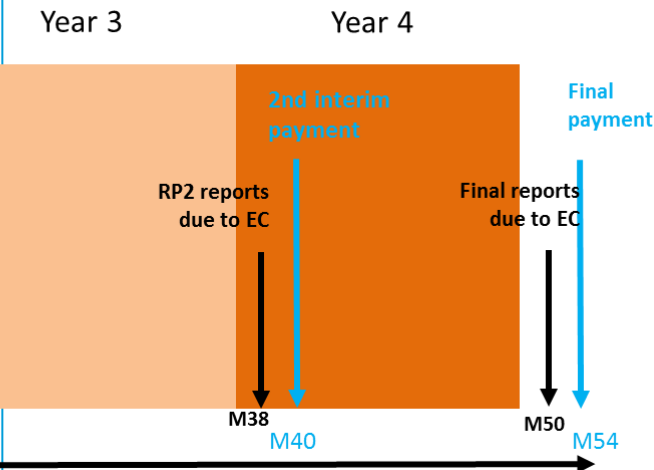 Year 3
Year 4
2nd interim
payment
Final
payment
RP2 reports
due to EC
Final reports
due to EC
M38
M40
M50
M54